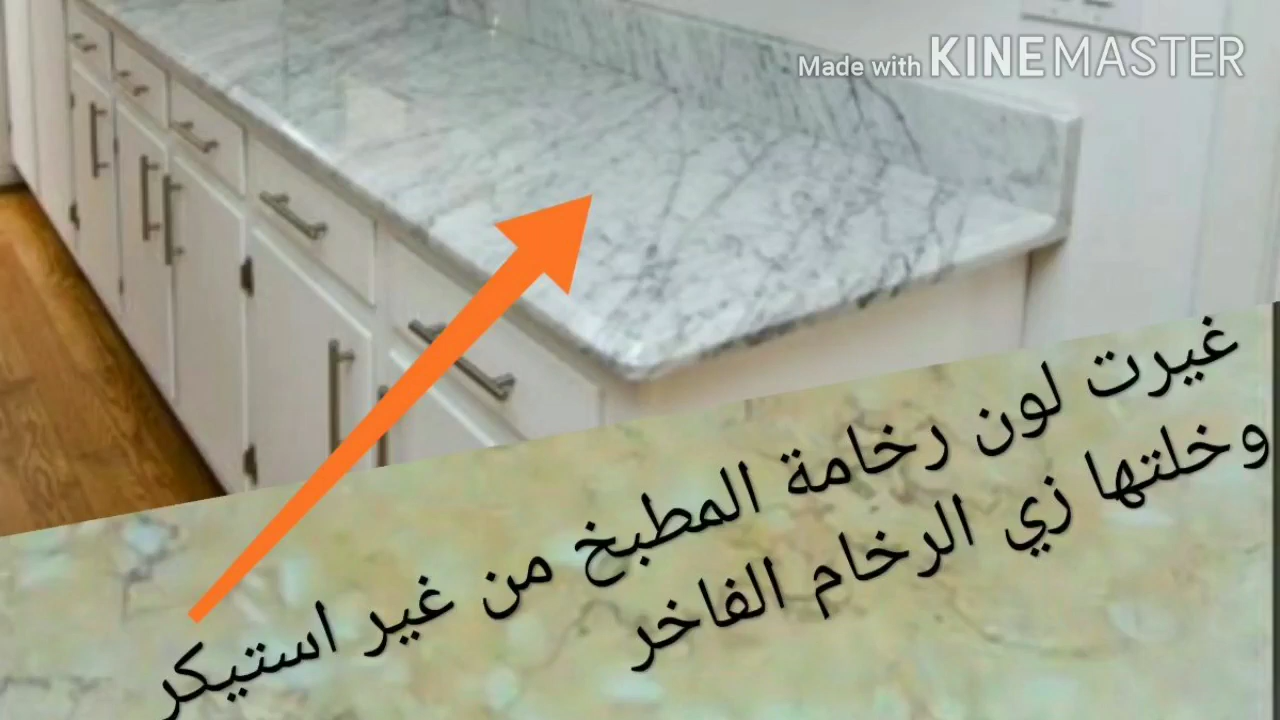 Made with KINEMASTER
غيرت لون رخامة المطبخ من غير استيكر
وخلتها زي الرخام الفاخر